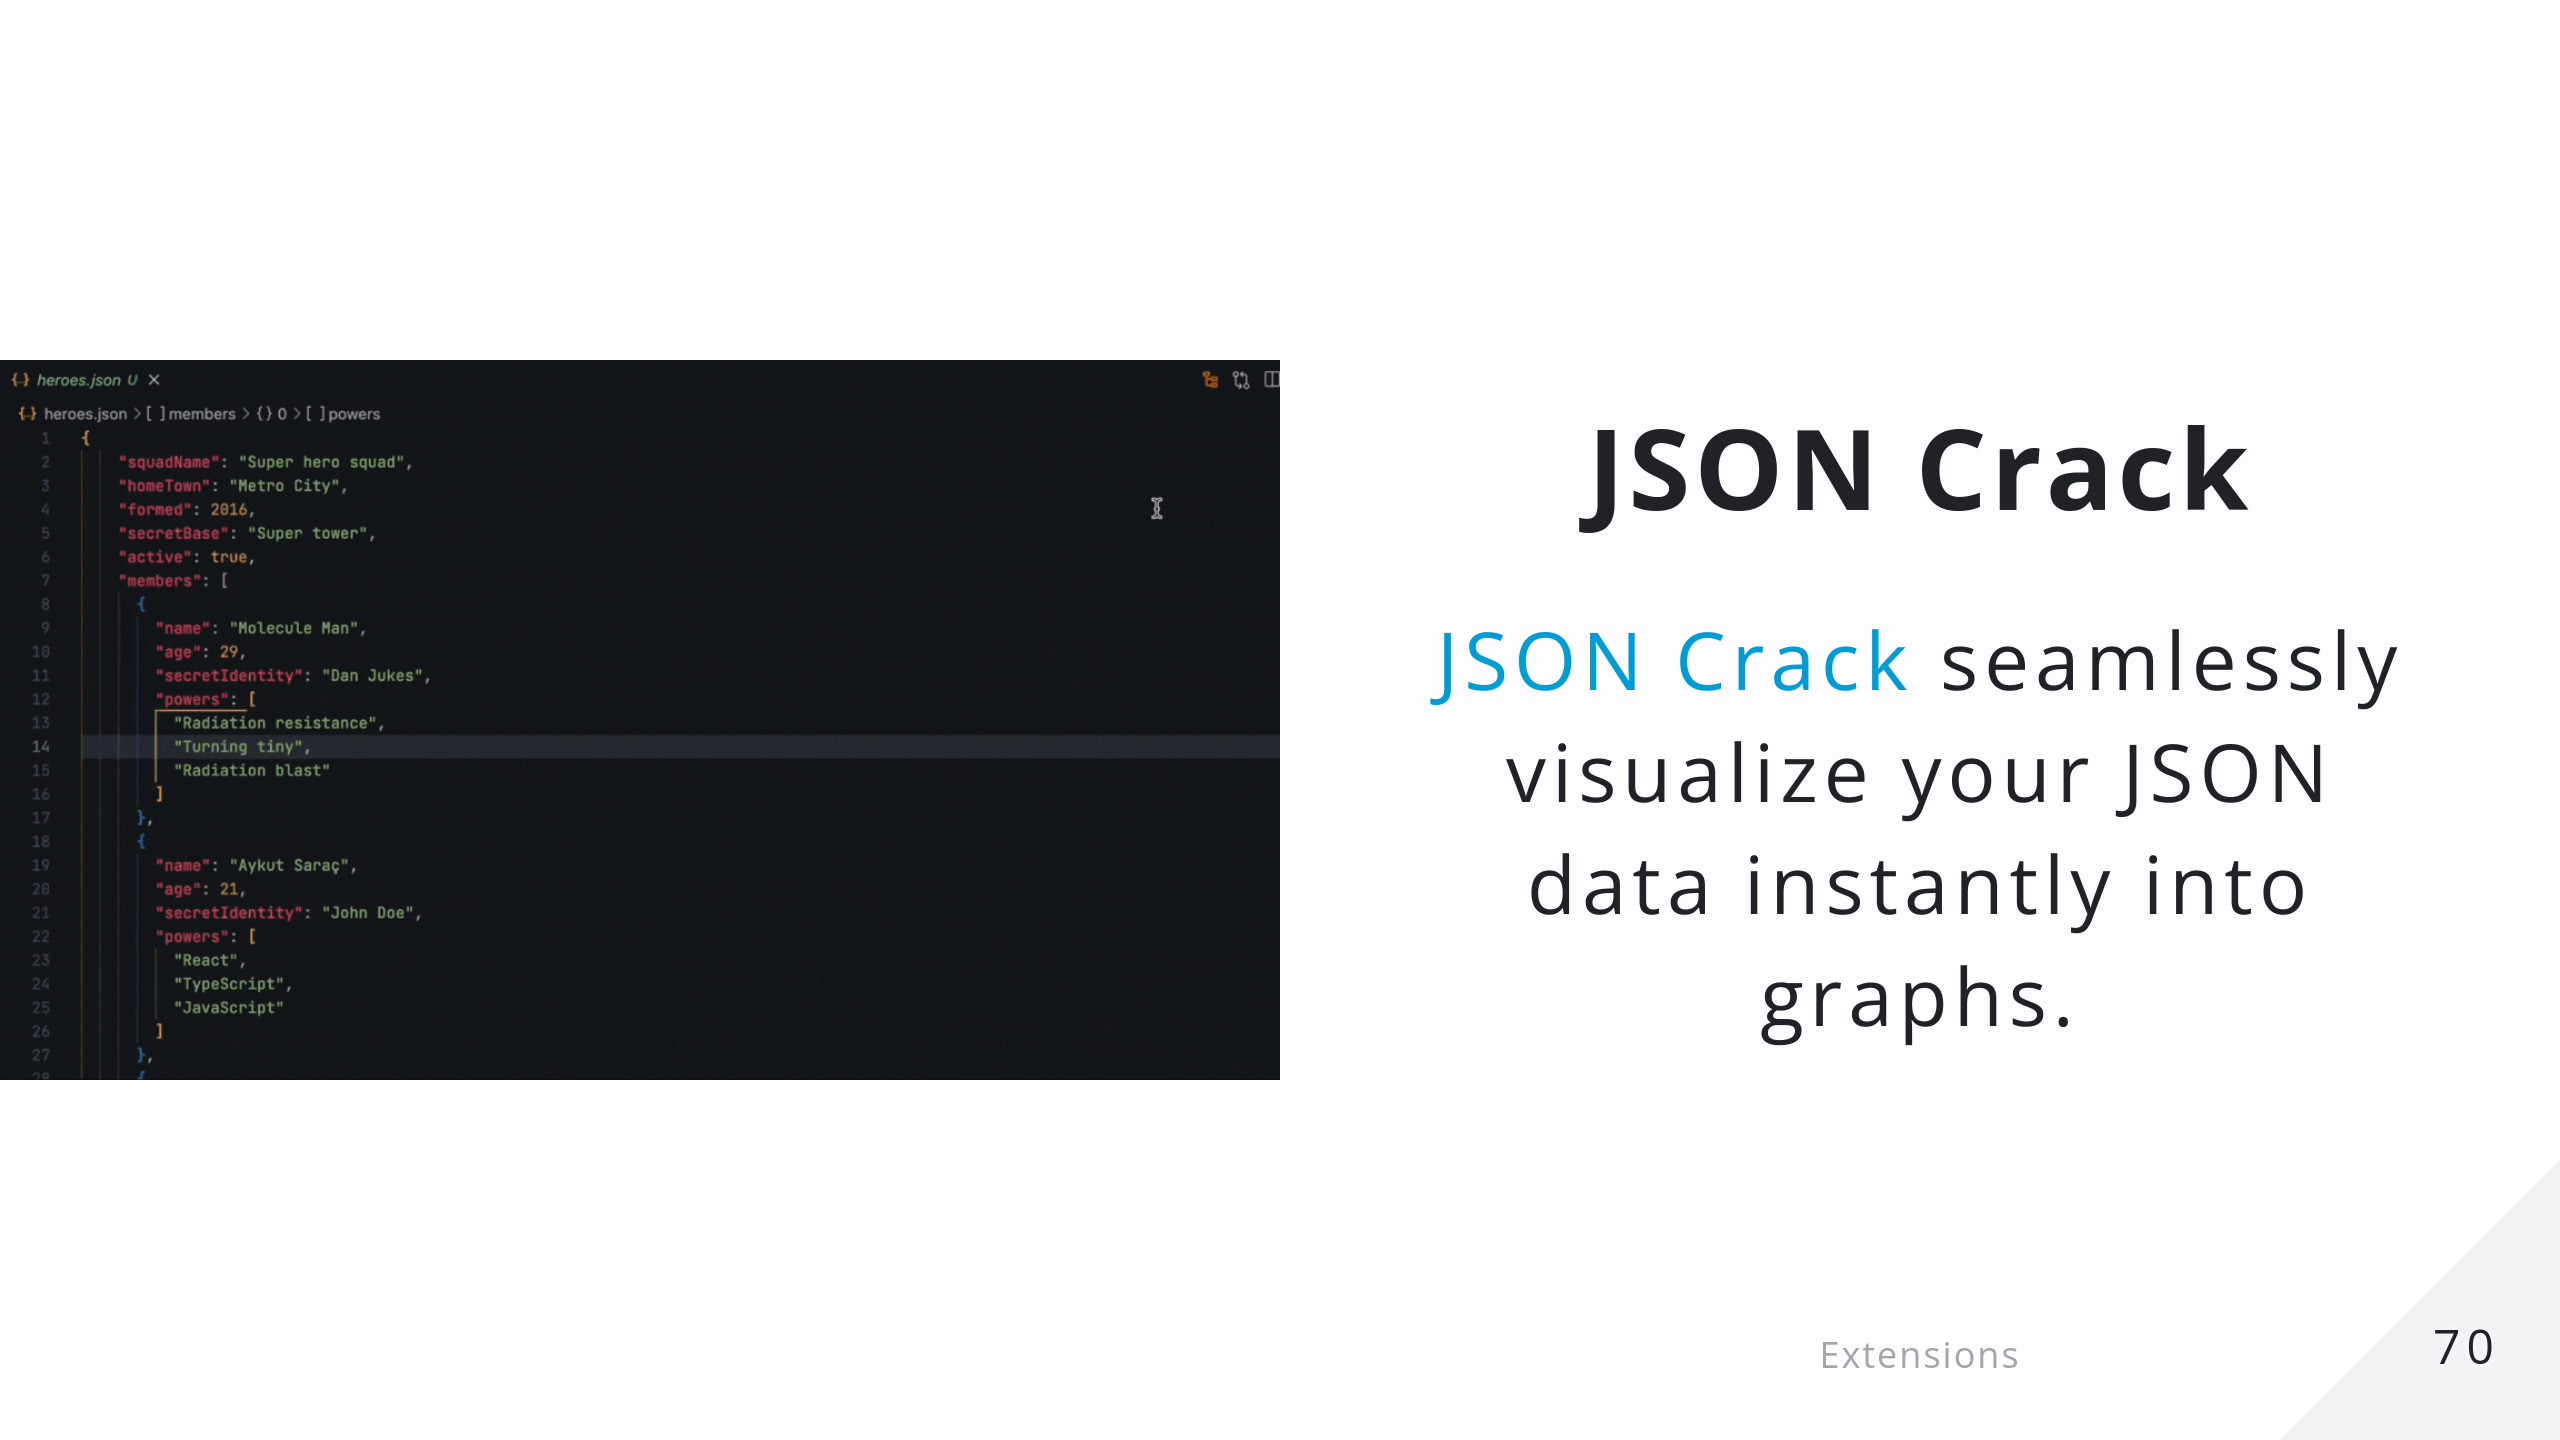 {..} heroes.json U ×
{..} heroes.json > [ ] members > {} 0 > [ ] powers
1 {
2 "squadName": "Super hero squad",
3 "homeTown": "Metro City",
4 "formed": 2016,
5 "secretBase": "Super tower",
6 "active": true,
7 "members": [
8 {
9 "name": "Molecule Man",
10 "age": 29,
11 "secretIdentity": "Dan Jukes",
12 "powers": [
13 "Radiation resistance",
14 "Turning tiny",
15 "Radiation blast"
16 ]
17 },
18 {
19 "name": "Aykut Saraç",
20 "age": 21,
21 "secretIdentity": "John Doe",
22 "powers": [
23 "React",
24 "TypeScript",
25 "JavaScript"
26 ]
27 },
28 {
JSON Crack
JSON Crack seamlessly
visualize your JSON
data instantly into
graphs.
Extensions
70